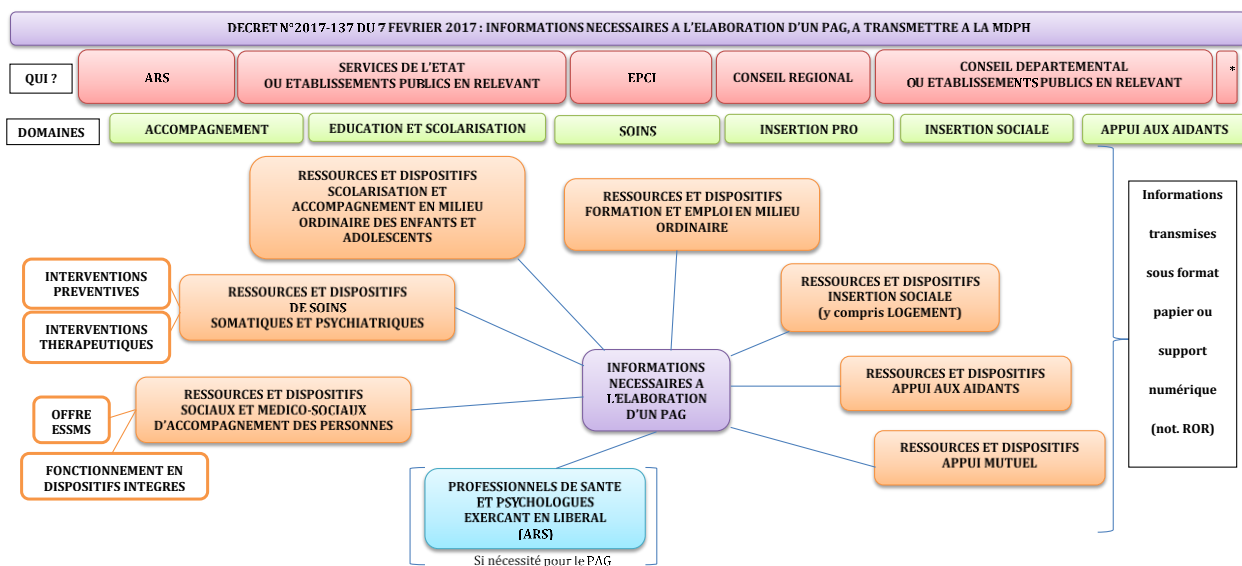 DECRET N°2017-137 DU 7 FEVRIER 2017 : INFORMATIONS NECESSAIRES A L'ELABORATION D'UN PAG, A TRANSMETTRE A LA MDPH
QUI ?
ARS
SERVICES DE L'ETAT
OU ETABLISSEMENTS PUBLICS EN RELEVANT
EPCI
CONSEIL REGIONAL
CONSEIL DEPARTEMENTAL
OU ETABLISSEMENTS PUBLICS EN RELEVANT
*
DOMAINES
ACCOMPAGNEMENT
EDUCATION ET SCOLARISATION
SOINS
INSERTION PRO
INSERTION SOCIALE
APPUI AUX AIDANTS
RESSOURCES ET DISPOSITIFS
SCOLARISATION ET
ACCOMPAGNEMENT EN MILIEU
ORDINAIRE DES ENFANTS ET
ADOLESCENTS
RESSOURCES ET DISPOSITIFS
FORMATION ET EMPLOI EN MILIEU
ORDINAIRE
Informations
transmises
sous format
papier ou
support
numérique
(not. ROR)
INTERVENTIONS
PREVENTIVES
INTERVENTIONS
THERAPEUTIQUES
RESSOURCES ET DISPOSITIFS
DE SOINS
SOMATIQUES ET PSYCHIATRIQUES
RESSOURCES ET DISPOSITIFS
INSERTION SOCIALE
(y compris LOGEMENT)
INFORMATIONS
NECESSAIRES A
L'ELABORATION
D'UN PAG
RESSOURCES ET DISPOSITIFS
APPUI AUX AIDANTS
OFFRE
ESSMS
FONCTIONNEMENT EN
DISPOSITIFS INTEGRES
RESSOURCES ET DISPOSITIFS
SOCIAUX ET MEDICO-SOCIAUX
D'ACCOMPAGNEMENT DES PERSONNES
RESSOURCES ET DISPOSITIFS
APPUI MUTUEL
PROFESSIONNELS DE SANTE
ET PSYCHOLOGUES
EXERCANT EN LIBERAL
(ARS)
Si nécessité pour le PAG